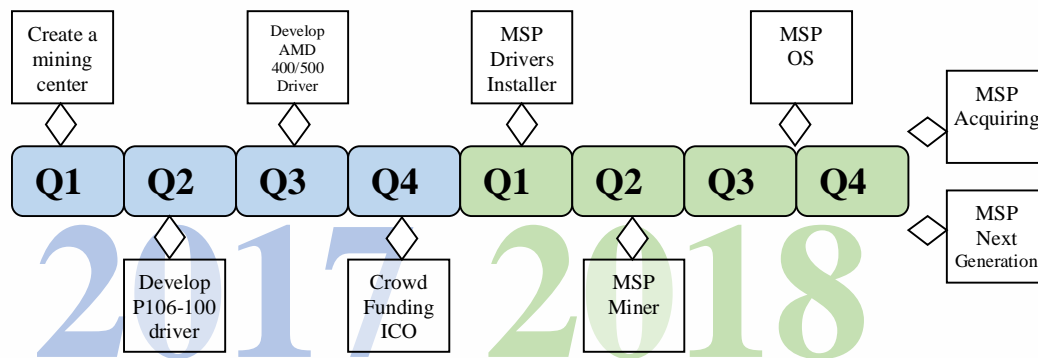 Create a
mining
center
Develop
AMD
400/500
Driver
MSP
Drivers
Installer
MSP
OS
MSP
Acquiring
Q1 Q2 Q3 Q4 Q1 Q2 Q3 Q4
Develop
P106-100
driver
Crowd
Funding
ICO
MSP
Miner
MSP
Next
Generation
2017 2018